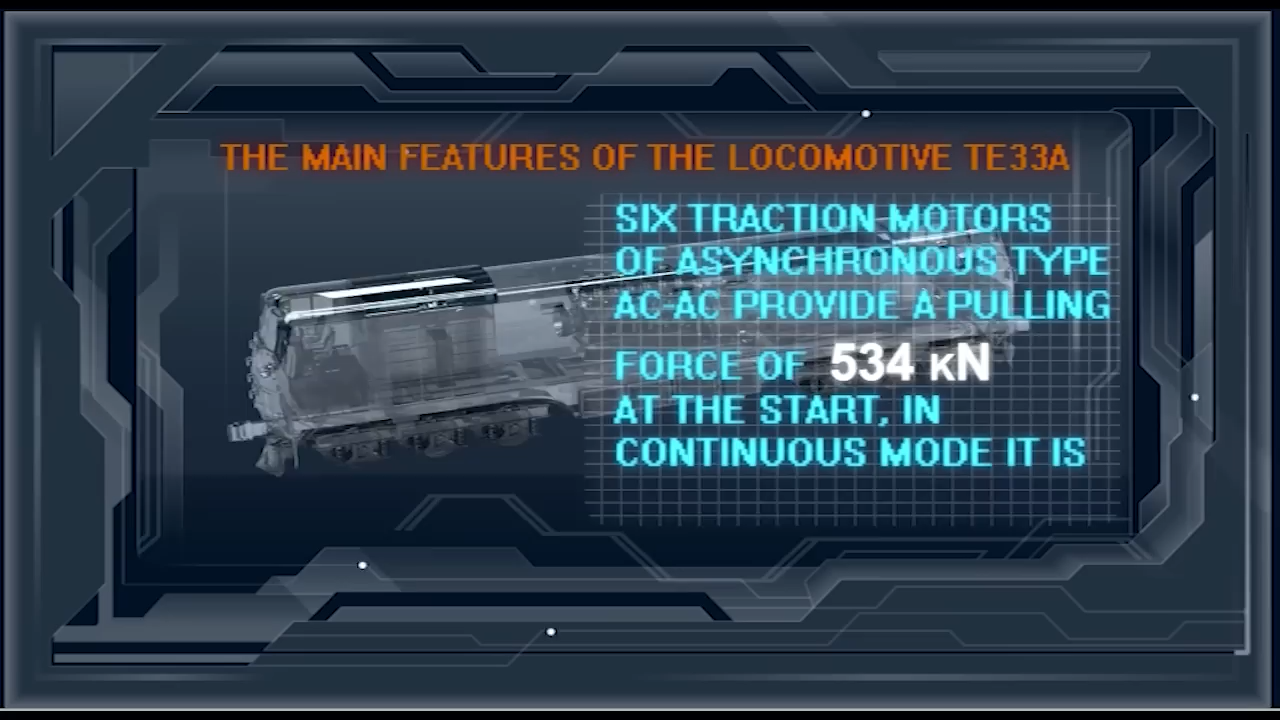 THE MAIN FEATURES OF THE LOCOMOTIVE TE33A
SIX TRACTION MOTORS
OF ASYNCHRONOUS TYPE
AC-AC PROVIDE A PULLING
FORCE OF 534 кN
AT THE START, IN
CONTINUOUS MODE IT IS